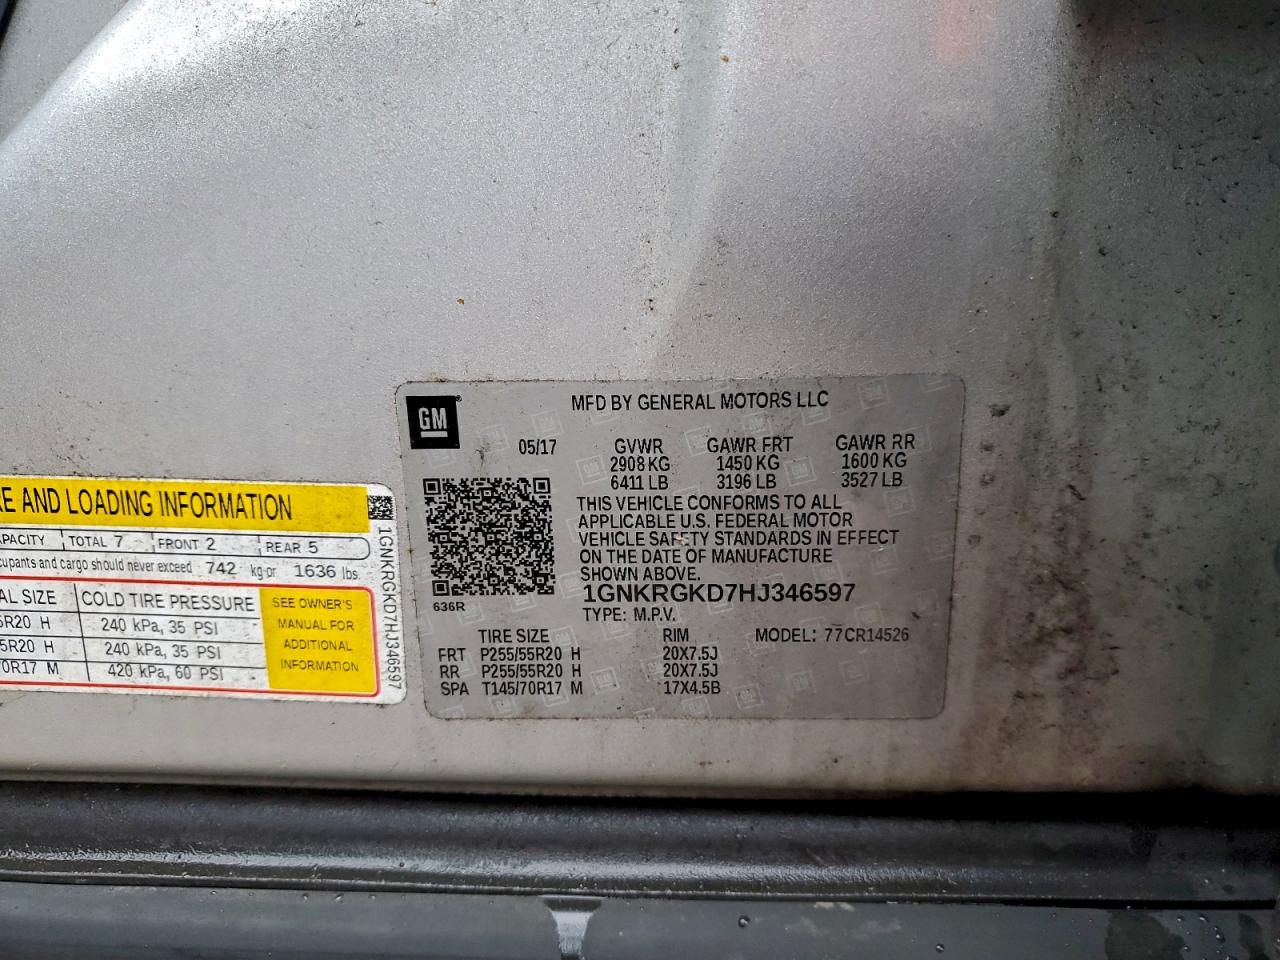 RE AND LOADING INFORMATION
APACITY TOTAL 7 FRONT 2 REAR 5
cupants and cargo should never exceed 742 kg or 1636 lbs.
AL SIZE COLD TIRE PRESSURE
5R20 H 240 kPa, 35 PSI
5R20 H 240 kPa, 35 PSI
70R17 M 420 kPa, 60 PSI
SEE OWNER'S
MANUAL FOR
ADDITIONAL
INFORMATION
1GNKRGKD7HJ346597
GM®
MFD BY GENERAL MOTORS LLC
05/17 GVWR GAWR FRT GAWR RR
2908 KG 1450 KG 1600 KG
6411 LB 3196 LB 3527 LB
THIS VEHICLE CONFORMS TO ALL
APPLICABLE U.S. FEDERAL MOTOR
VEHICLE SAFETY STANDARDS IN EFFECT
ON THE DATE OF MANUFACTURE
SHOWN ABOVE.
1GNKRGKD7HJ346597
636R
TYPE: M.P.V.
TIRE SIZE RIM MODEL: 77CR14526
FRT P255/55R20 H 20X7.5J
RR P255/55R20 H 20X7.5J
SPA T145/70R17 M 17X4.5B